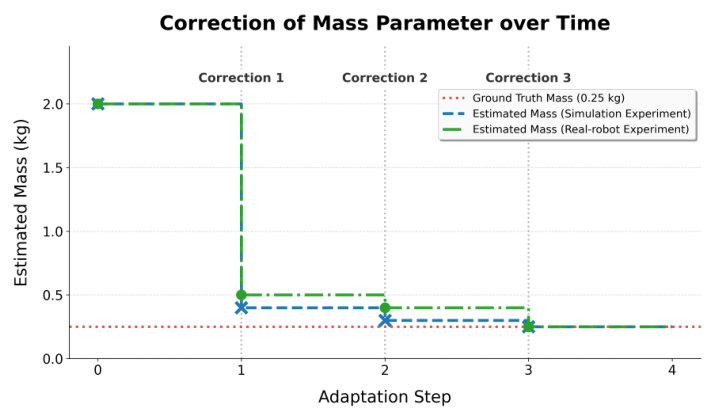 Correction of Mass Parameter over Time
Correction 1
Correction 2
Correction 3
Ground Truth Mass (0.25 kg)
Estimated Mass (Simulation Experiment)
Estimated Mass (Real-robot Experiment)
Estimated Mass (kg)
2.0
1.5
1.0
0.5
0.0
0 1 2 3 4
Adaptation Step